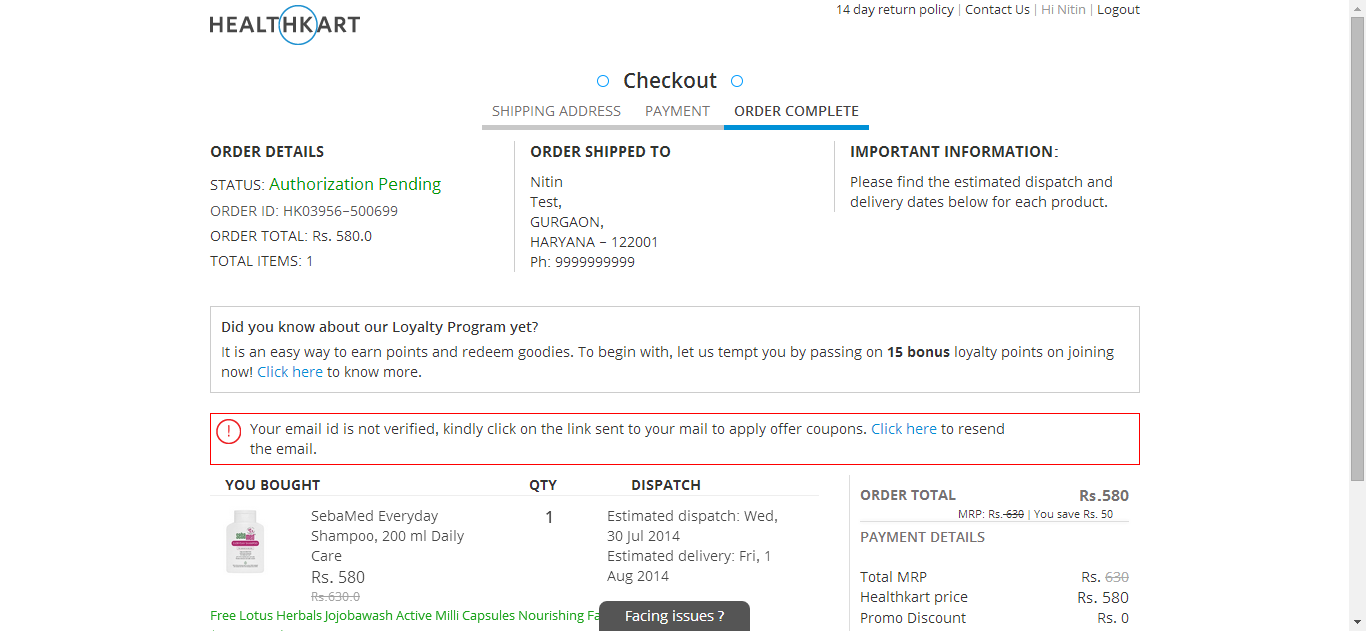 HEALTHKART
14 day return policy | Contact Us | Hi Nitin | Logout
Checkout
SHIPPING ADDRESS PAYMENT ORDER COMPLETE
ORDER DETAILS
STATUS: Authorization Pending
ORDER ID: HK03956-500699
ORDER TOTAL: Rs. 580.0
TOTAL ITEMS: 1
ORDER SHIPPED TO
Nitin
Test,
GURGAON,
HARYANA - 122001
Ph: 9999999999
IMPORTANT INFORMATION:
Please find the estimated dispatch and
delivery dates below for each product.
Did you know about our Loyalty Program yet?
It is an easy way to earn points and redeem goodies. To begin with, let us tempt you by passing on 15 bonus loyalty points on joining
now! Click here to know more.
! Your email id is not verified, kindly click on the link sent to your mail to apply offer coupons. Click here to resend
the email.
YOU BOUGHT QTY DISPATCH
sebamed
SebaMed Everyday
Shampoo, 200 ml Daily
Care
Rs. 580
Rs.630.0
1
Estimated dispatch: Wed,
30 Jul 2014
Estimated delivery: Fri, 1
Aug 2014
Free Lotus Herbals Jojobawash Active Milli Capsules Nourishing Fa
Facing issues ?
ORDER TOTAL Rs.580
MRP: Rs. 630 | You save Rs. 50
PAYMENT DETAILS
Total MRP Rs. 630
Healthkart price Rs. 580
Promo Discount Rs. 0